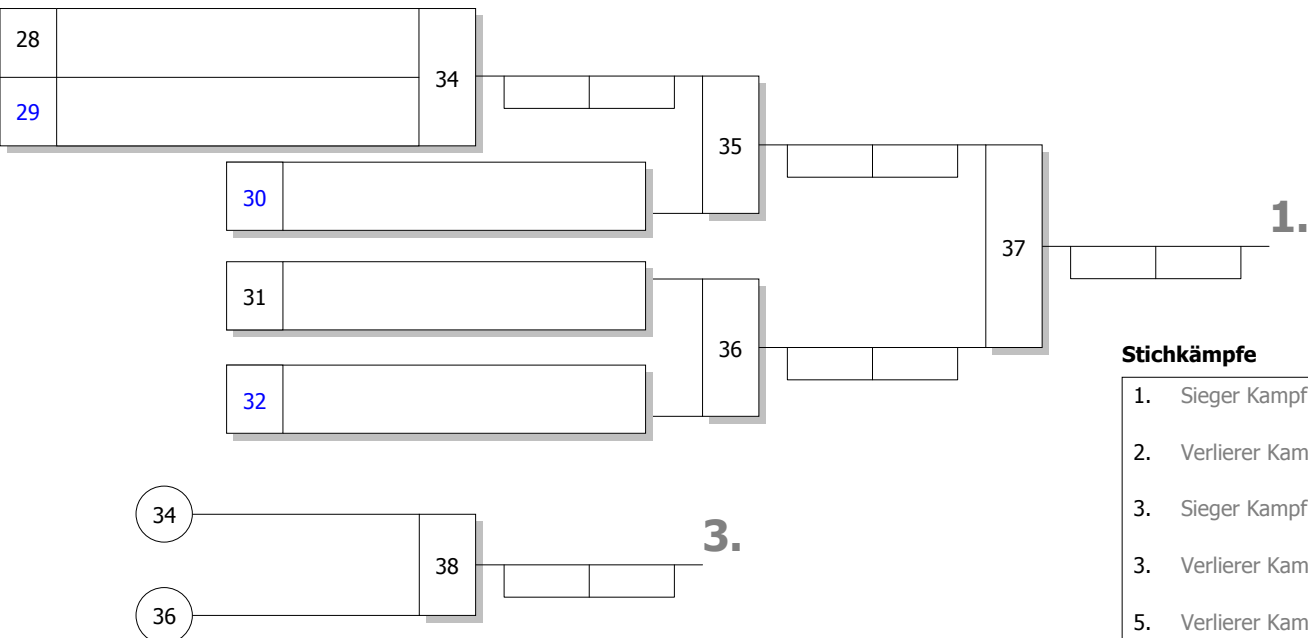 28
34
29
35
30
1.
37
31
36
Stichkämpfe
32
1. Sieger Kampf
2. Verlierer Kam
34
3. Sieger Kampf
3.
38
3. Verlierer Kam
36
5. Verlierer Kam